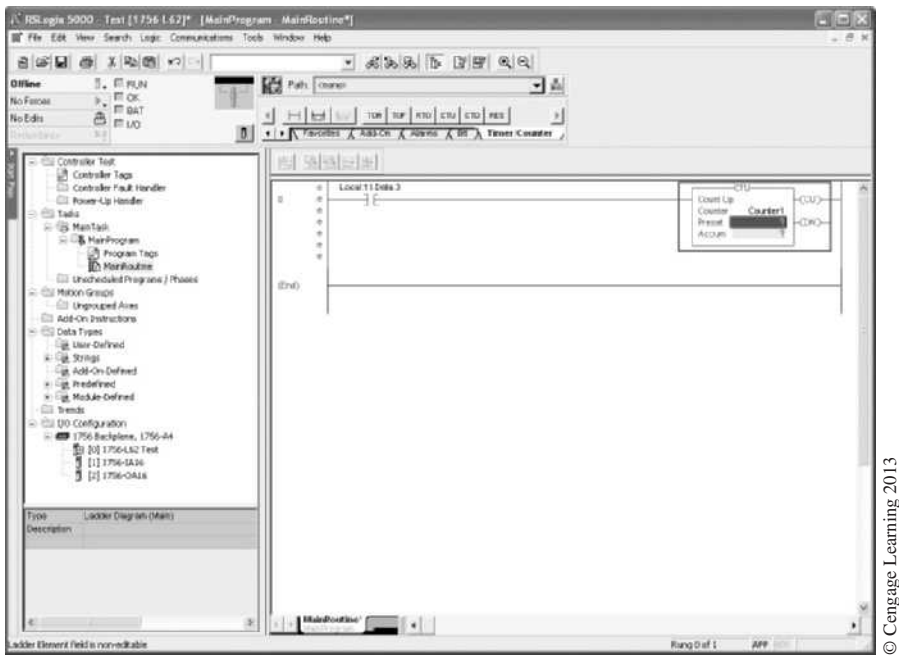 RSLogix 5000 - Test [1756-L62]* - [MainProgram - MainRoutine*]
File Edit View Search Logic Communications Tools Window Help
Offline
RUN
No Forces
OK
No Edits
BAT
I/O
Path: <none>
TON TOF RTO CTU CTD RES
Favorites Add-On Alarms Bit Timer/Counter
Controller Test
Controller Tags
Controller Fault Handler
Power-Up Handler
Tasks
MainTask
MainProgram
Program Tags
MainRoutine
Unscheduled Programs / Phases
Motion Groups
Ungrouped Axes
Add-On Instructions
Data Types
User-Defined
Strings
Add-On-Defined
Predefined
Module-Defined
Trends
I/O Configuration
1756 Backplane, 1756-A4
[0] 1756-L62 Test
[1] 1756-IA16
[2] 1756-OA16
Type Ladder Diagram (Main)
Description
0
e
e
e
e
e
e
Local:1:I.Data.3
CTU
Count Up
Counter Counter1
Preset
Accum
CU
DN
(End)
MainRoutine*
Ladder Element field is non-editable
Rung 0 of 1
APP
© Cengage Learning 2013